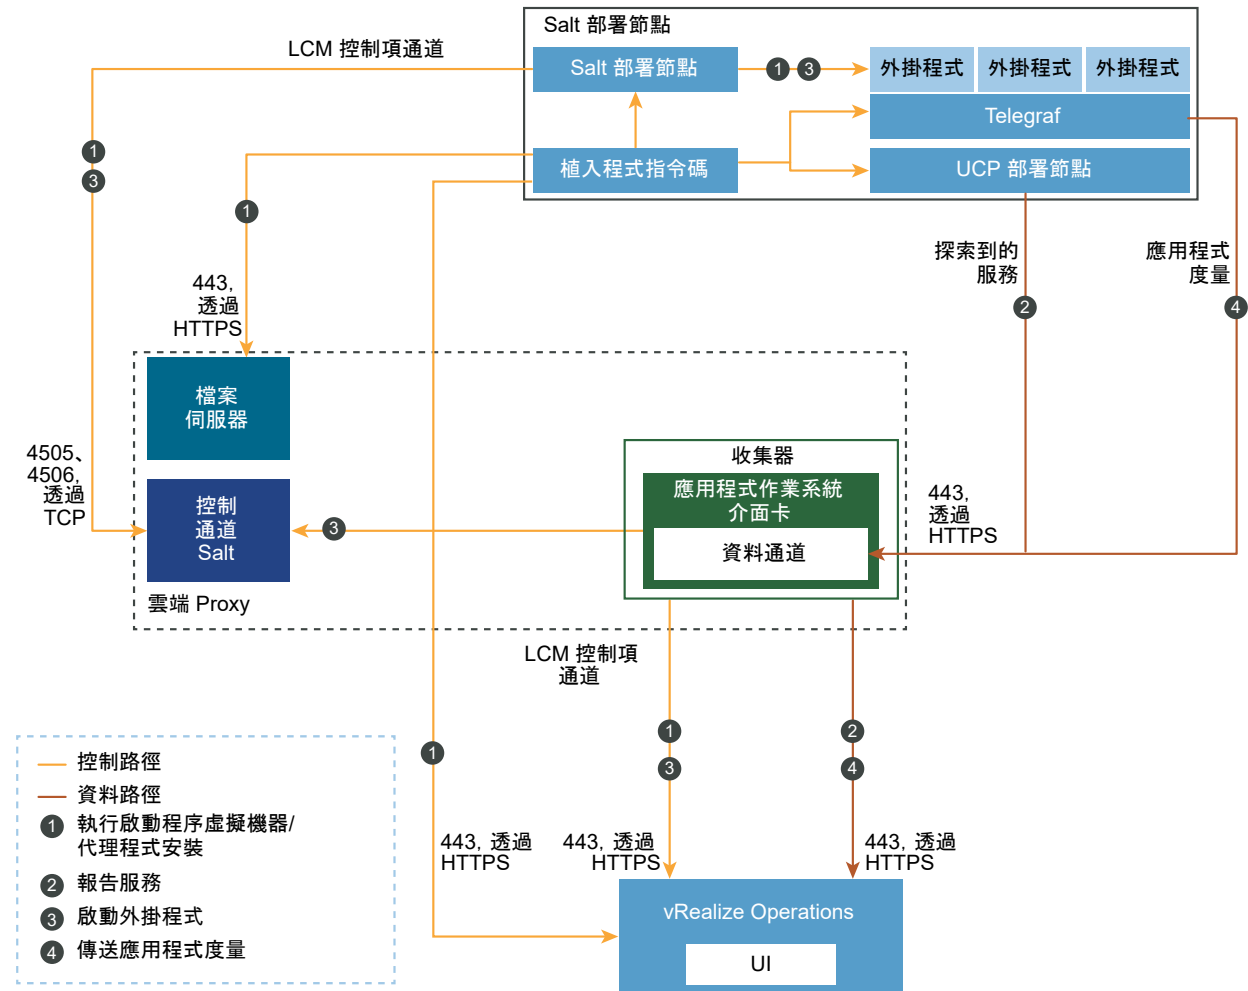 Salt 部署節點
LCM 控制項通道
Salt 部署節點
1
3
外掛程式
外掛程式
外掛程式
Telegraf
植入程式指令碼
UCP 部署節點
1
3
1
探索到的
服務
應用程式
度量
2
4
443,
透過
HTTPS
檔案
伺服器
4505、
4506,
透過
TCP
控制
通道
Salt
雲端 Proxy
3
收集器
應用程式作業系統
介面卡
資料通道
443,
透過
HTTPS
LCM 控制項
通道
1
1
3
2
4
443, 透過
HTTPS
443, 透過
HTTPS
443, 透過
HTTPS
vRealize Operations
UI
控制路徑
資料路徑
1 執行啟動程序虛擬機器/
代理程式安裝
2 報告服務
3 啟動外掛程式
4 傳送應用程式度量